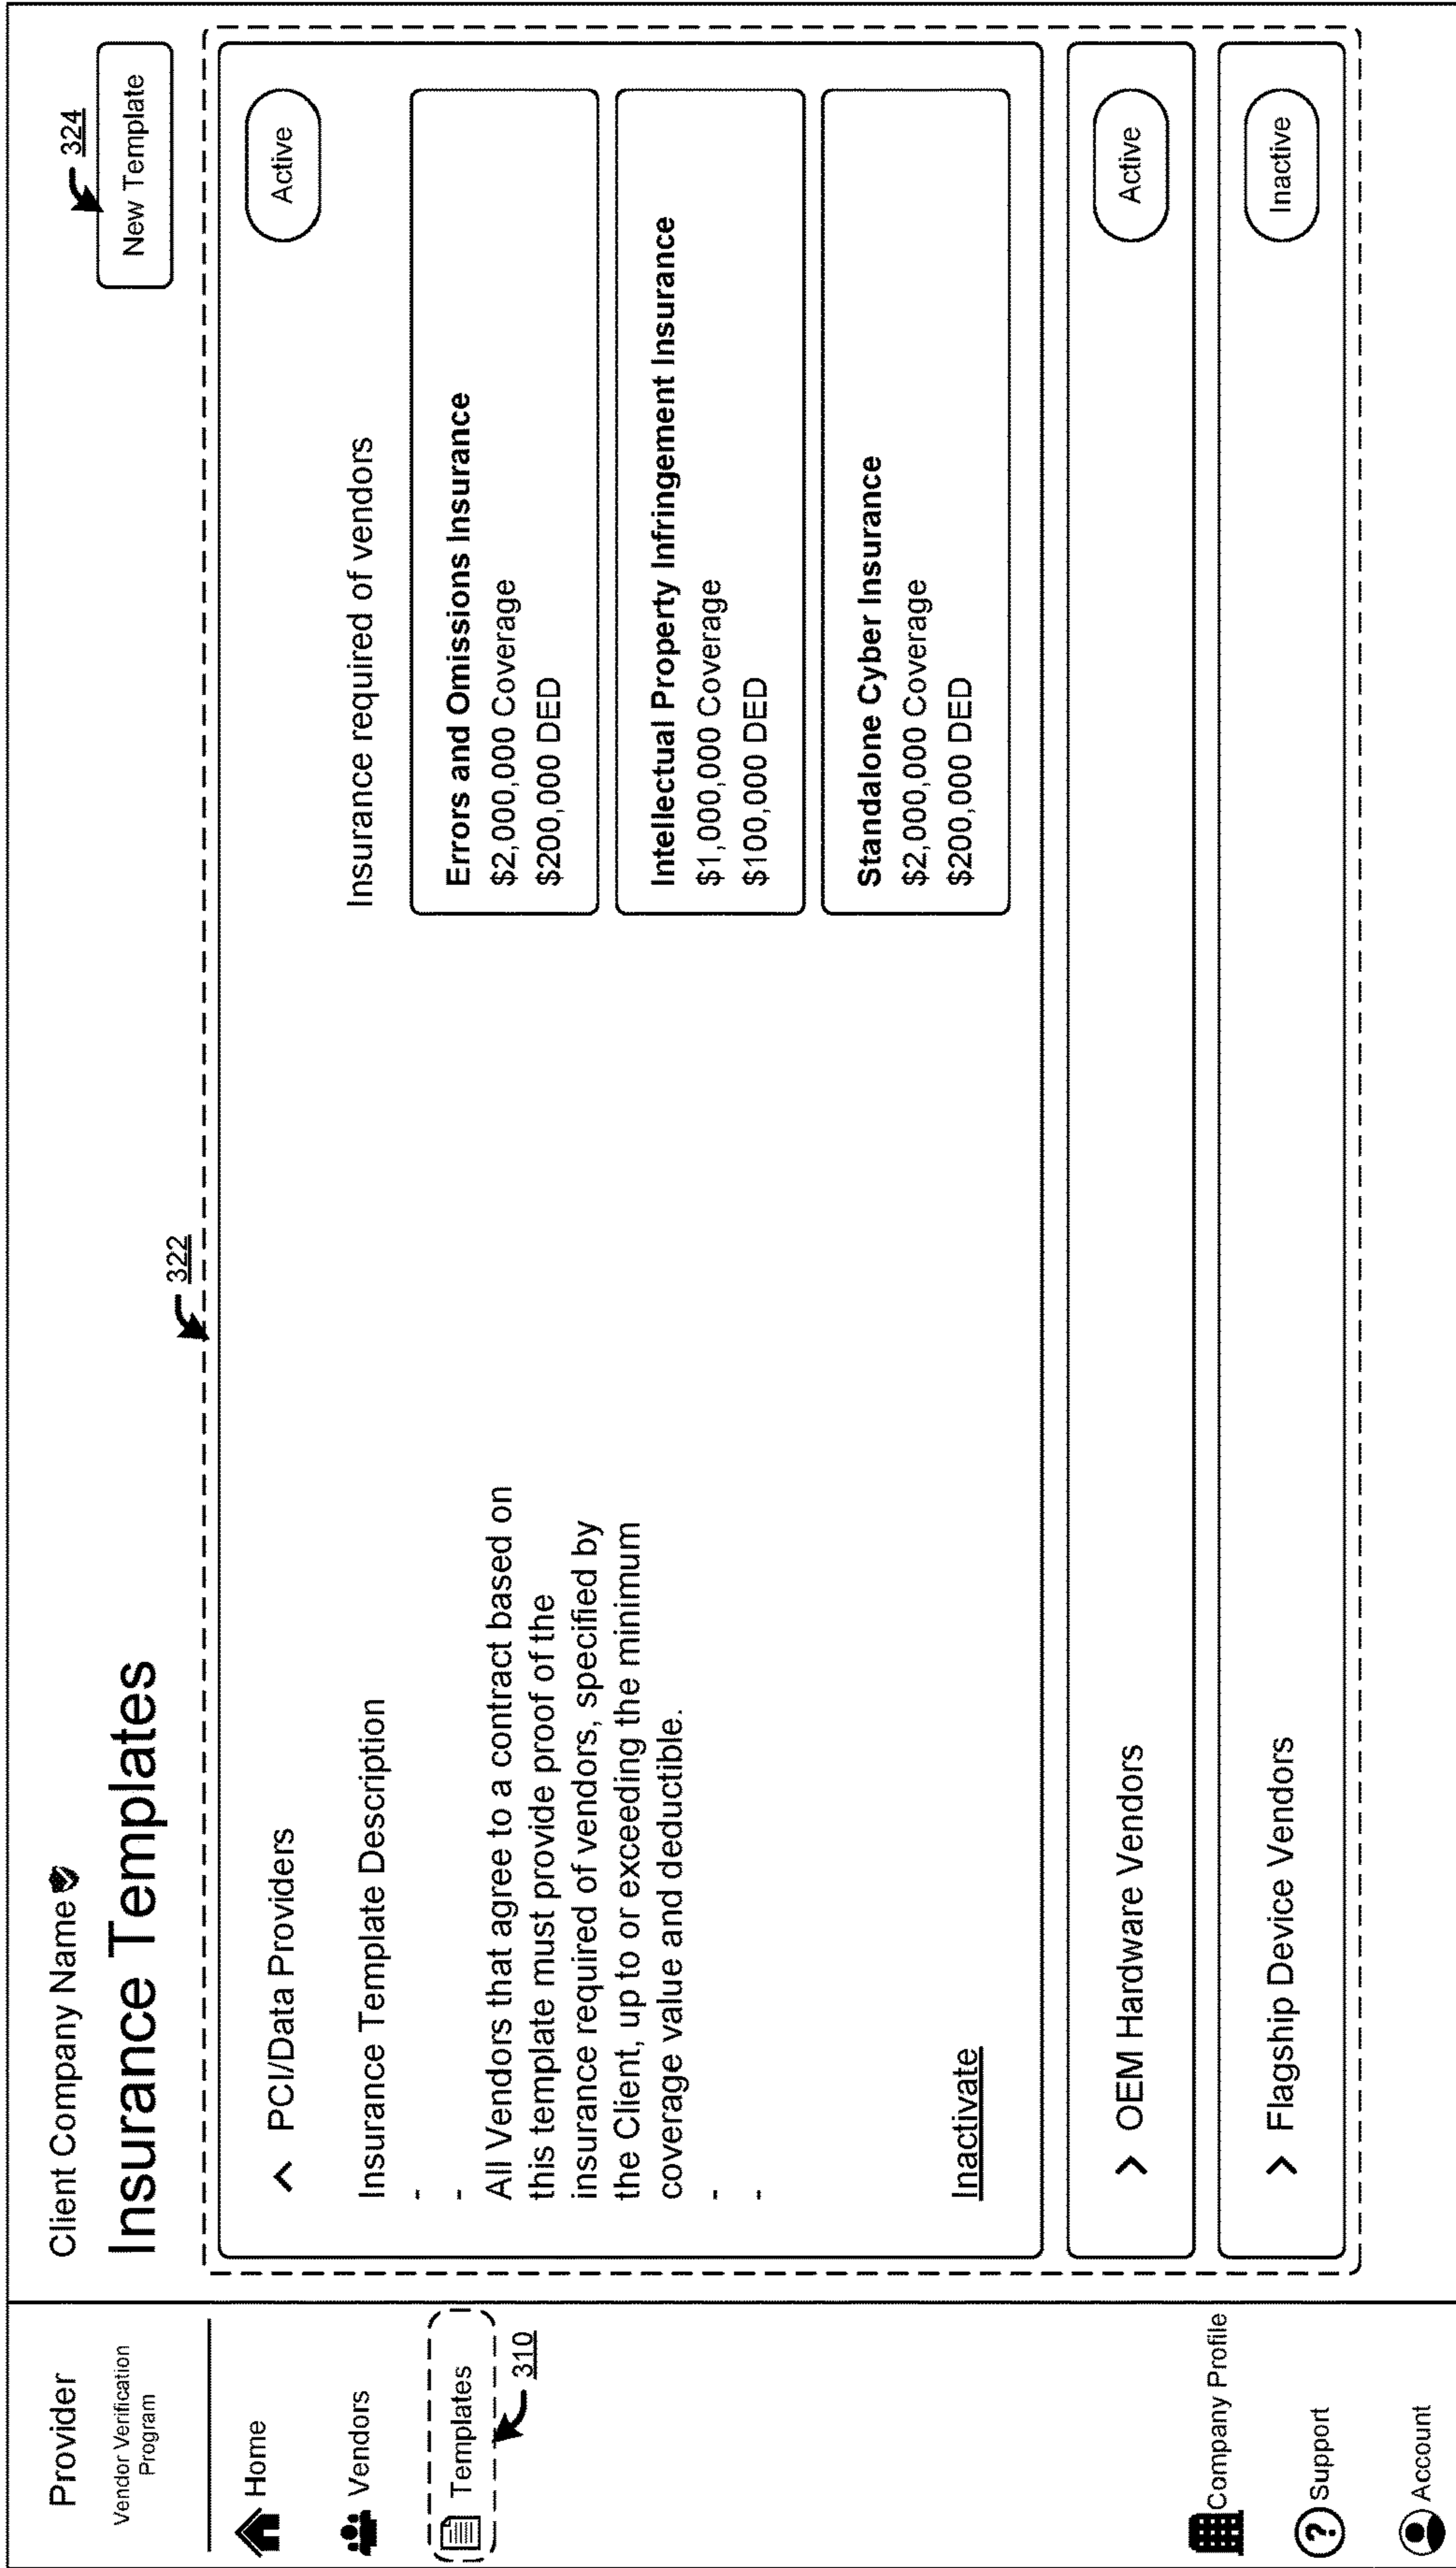 Provider
Vendor Verification
Program
Home
Vendors
Templates
310
Company Profile
? Support
Account
Client Company Name
Insurance Templates
324
New Template
322
PCI/Data Providers
Active
Insurance Template Description
-
-
All Vendors that agree to a contract based on
this template must provide proof of the
insurance required of vendors, specified by
the Client, up to or exceeding the minimum
coverage value and deductible.
-
-
Inactivate
Insurance required of vendors
Errors and Omissions Insurance
$2,000,000 Coverage
$200,000 DED
Intellectual Property Infringement Insurance
$1,000,000 Coverage
$100,000 DED
Standalone Cyber Insurance
$2,000,000 Coverage
$200,000 DED
OEM Hardware Vendors
Active
Flagship Device Vendors
Inactive